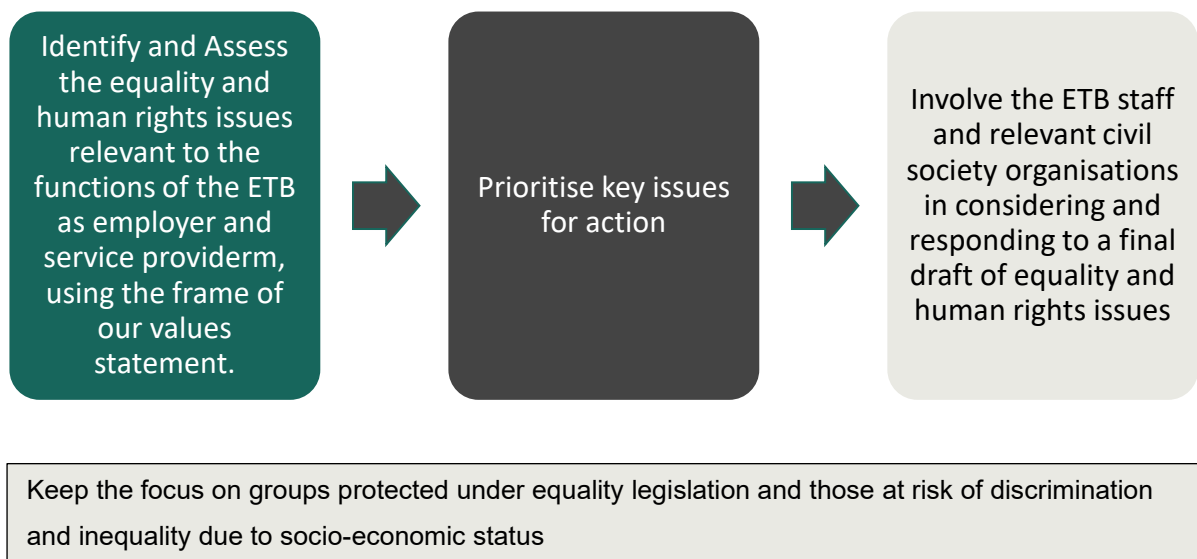 Identify and Assess
the equality and
human rights issues
relevant to the
functions of the ETB
as employer and
service providerm,
using the frame of
our values
statement.
Prioritise key issues
for action
Involve the ETB staff
and relevant civil
society organisations
in considering and
responding to a final
draft of equality and
human rights issues
Keep the focus on groups protected under equality legislation and those at risk of discrimination
and inequality due to socio-economic status